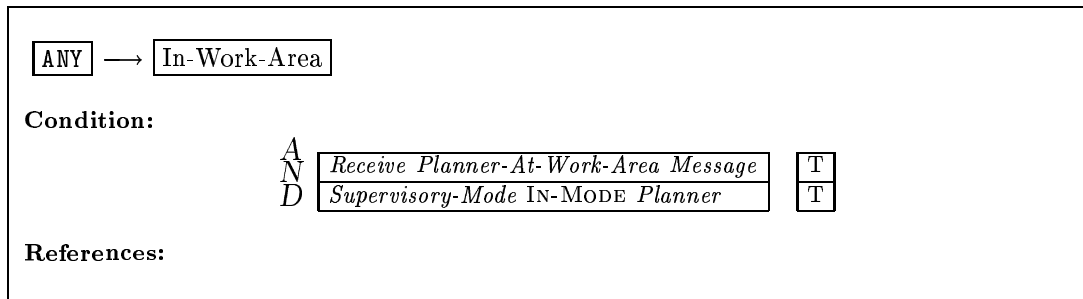 ANY ⟶ In-Work-Area
Condition:
A
N
D
Receive Planner-At-Work-Area Message T
Supervisory-Mode IN-MODE Planner T
References: